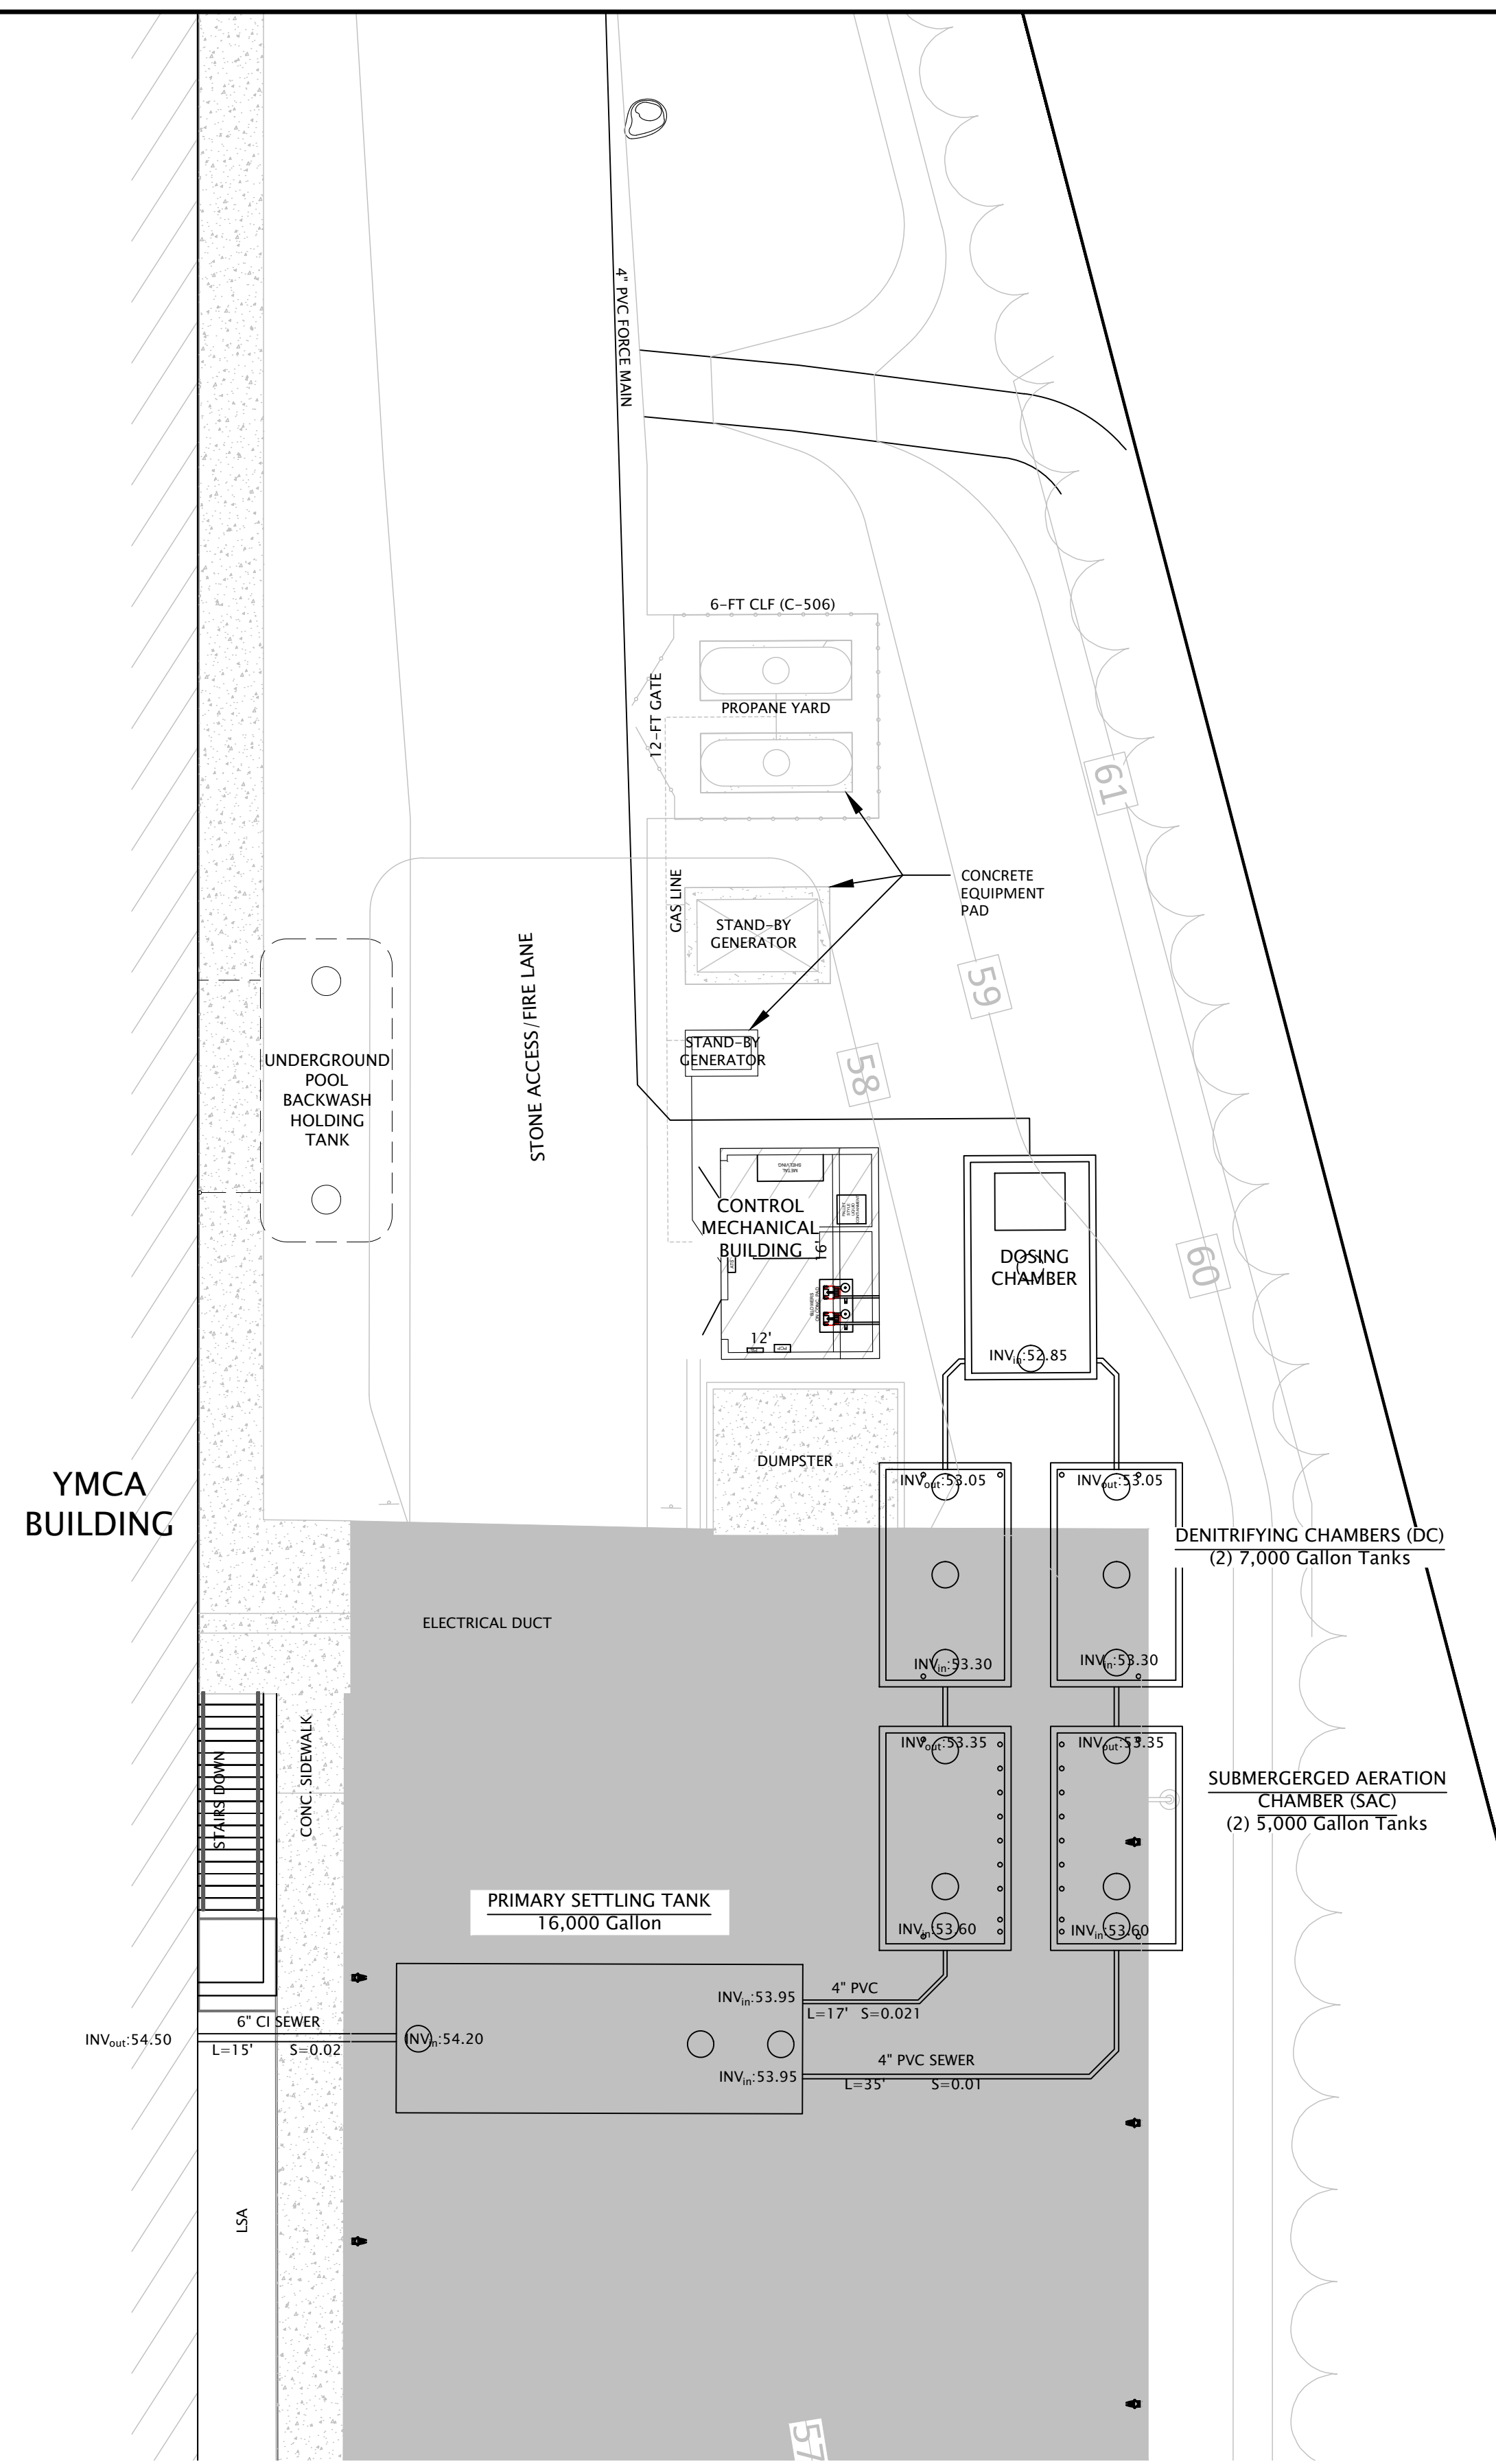 4" PVC FORCE MAIN
6-FT CLF (C-506)
12-FT GATE
PROPANE YARD
61
GAS LINE
CONCRETE
EQUIPMENT
PAD
STAND-BY
GENERATOR
STONE ACCESS/FIRE LANE
59
STAND-BY
GENERATOR
58
UNDERGROUND
POOL
BACKWASH
HOLDING
TANK
METAL
SHELVING
CONTROL
MECHANICAL
BUILDING
16'
12'
DOSING
CHAMBER
60
INVin:52.85
DUMPSTER
YMCA
BUILDING
INVout:53.05
INVout:53.05
DENITRIFYING CHAMBERS (DC)
(2) 7,000 Gallon Tanks
ELECTRICAL DUCT
INVin:53.30
INVin:53.30
STAIRS DOWN
CONC. SIDEWALK
INVout:53.35
INVout:53.35
SUBMERGERGED AERATION
CHAMBER (SAC)
(2) 5,000 Gallon Tanks
PRIMARY SETTLING TANK
16,000 Gallon
INVin:53.60
INVin:53.60
4" PVC
INVin:53.95
L=17' S=0.021
6" CI SEWER
INVout:54.50
INVin:54.20
L=15' S=0.02
4" PVC SEWER
INVin:53.95
L=35' S=0.01
LSA
57